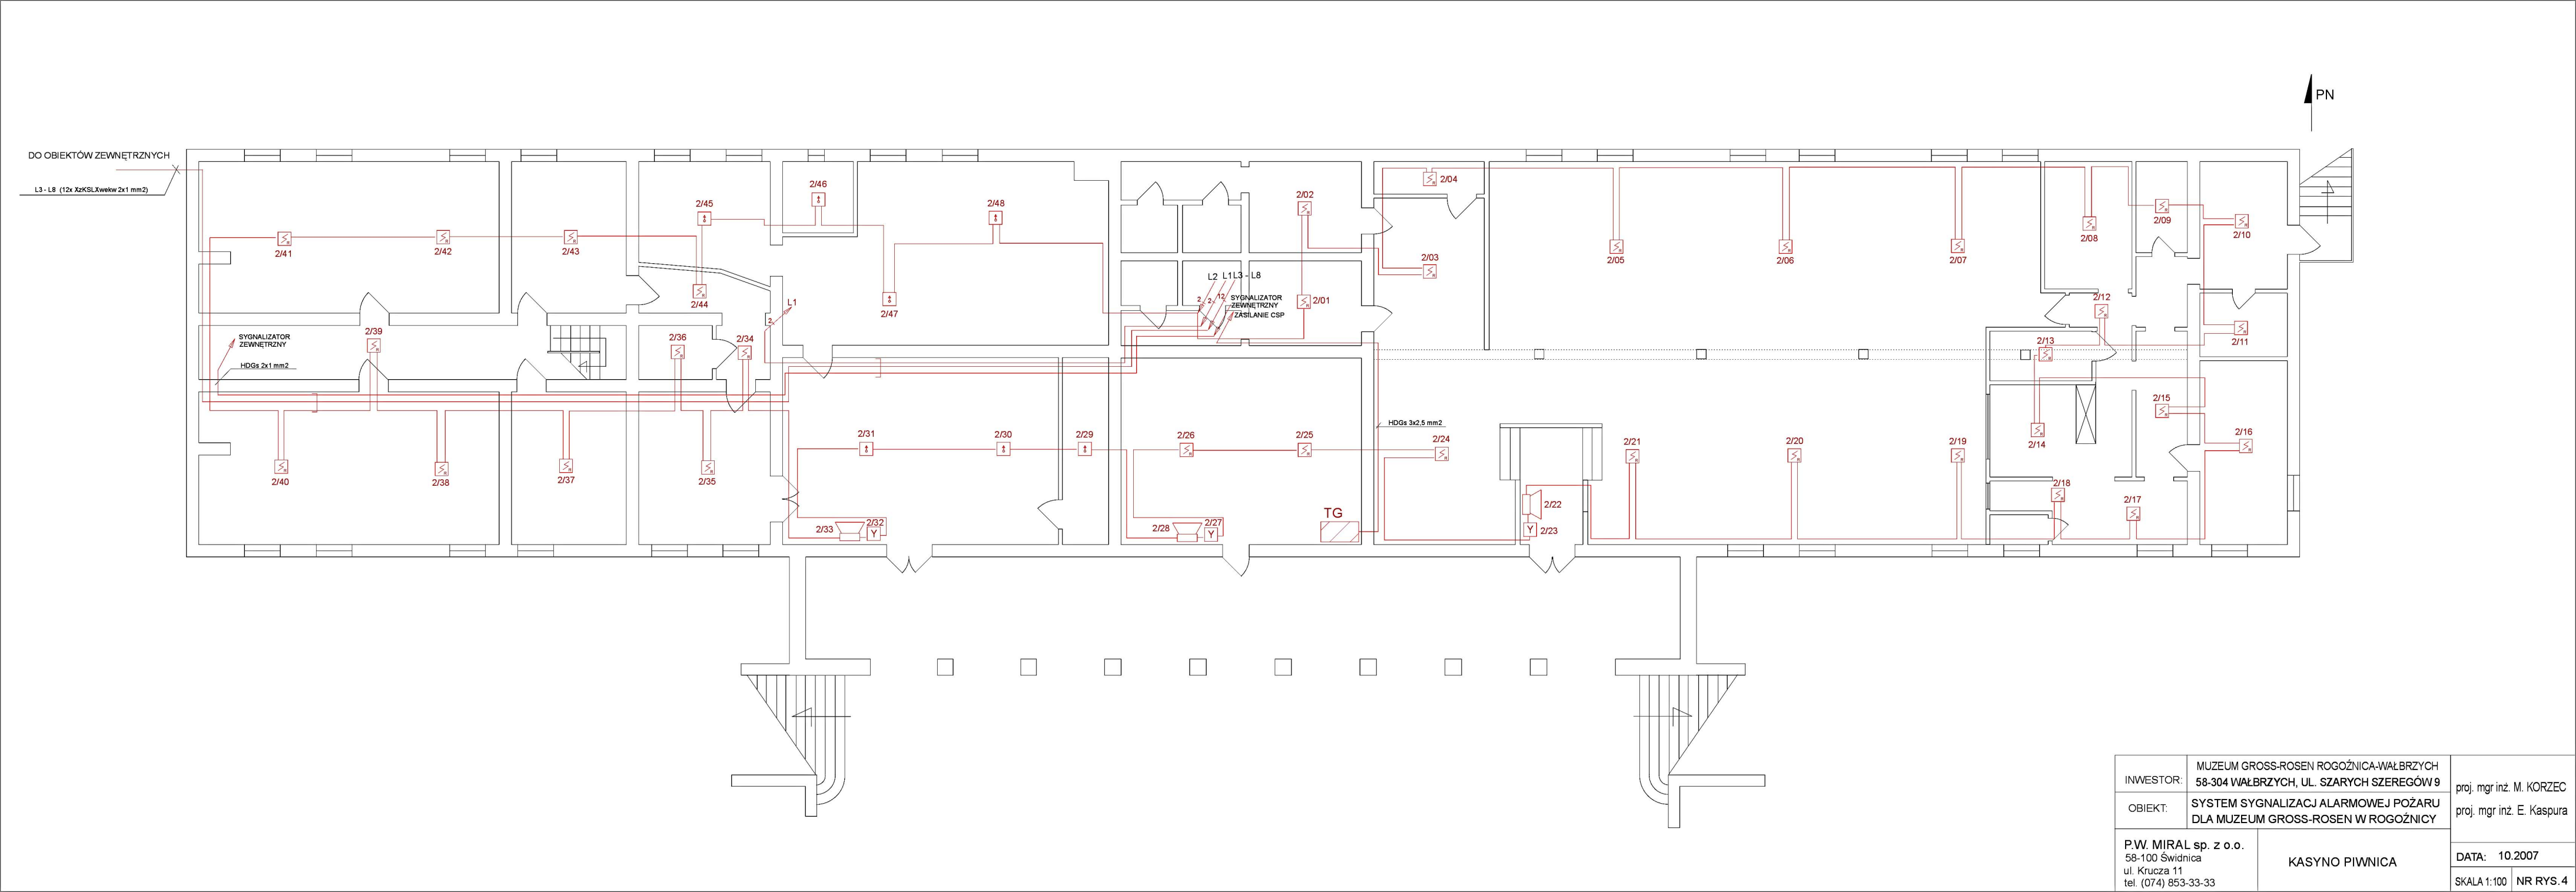 PN
DO OBIEKTÓW ZEWNĘTRZNYCH
L3 - L8 (12x XzKSLXwekw 2x1 mm2)
2/46
2/45
2/48
2/02
2/04
2/41
2/42
2/43
2/44
2/47
2/03
2/05
2/06
2/07
2/08
2/09
2/10
L1
L2 L1 L3 - L8
2 2 12
SYGNALIZATOR
ZEWNĘTRZNY
ZASILANIE CSP
2/01
2
2/12
2/13
2/11
2/39
2/36
2/34
SYGNALIZATOR
ZEWNĘTRZNY
HDGs 2x1 mm2
2/15
2/14
2/16
HDGs 3x2,5 mm2
2/40
2/38
2/37
2/35
2/31
2/30
2/29
2/26
2/25
2/24
2/21
2/20
2/19
2/18
2/17
2/33
2/32
Y
2/28
2/27
Y
TG
2/22
Y
2/23
INWESTOR:
MUZEUM GROSS-ROSEN ROGOŹNICA-WAŁBRZYCH
58-304 WAŁBRZYCH, UL. SZARYCH SZEREGÓW 9
OBIEKT:
SYSTEM SYGNALIZACJ ALARMOWEJ POŻARU
DLA MUZEUM GROSS-ROSEN W ROGOŹNICY
proj. mgr inż. M. KORZEC
proj. mgr inż. E. Kaspura
P.W. MIRAL sp. z o.o.
58-100 Świdnica
ul. Krucza 11
tel. (074) 853-33-33
KASYNO PIWNICA
DATA: 10.2007
SKALA 1:100
NR RYS. 4